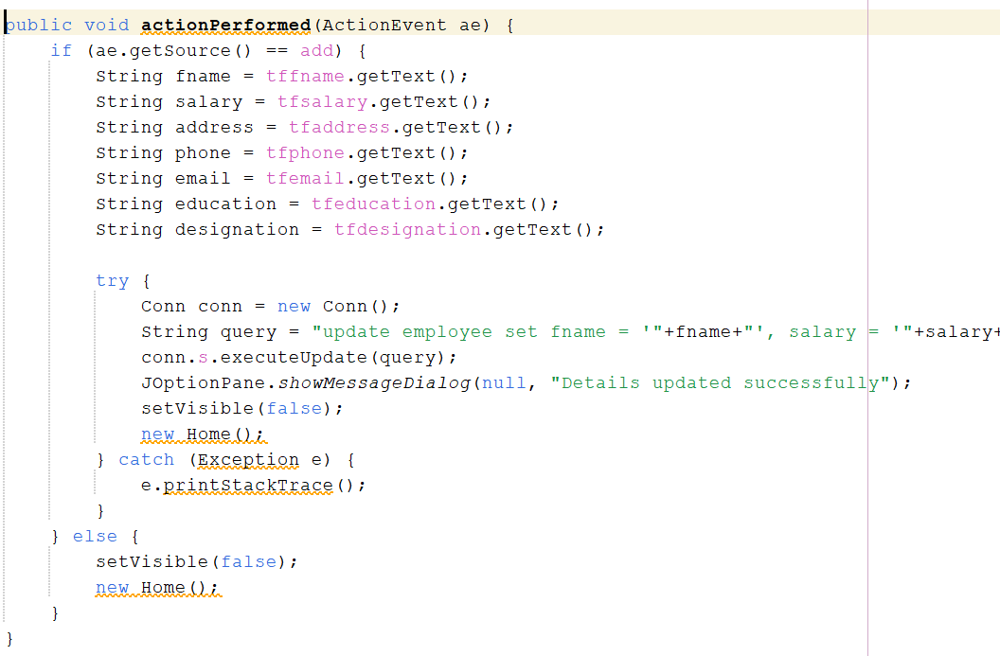 public void actionPerformed(ActionEvent ae) {
    if (ae.getSource() == add) {
        String fname = tffname.getText();
        String salary = tfsalary.getText();
        String address = tfaddress.getText();
        String phone = tfphone.getText();
        String email = tfemail.getText();
        String education = tfeducation.getText();
        String designation = tfdesignation.getText();

        try {
            Conn conn = new Conn();
            String query = "update employee set fname = '"+fname+"', salary = '"+salary+
            conn.s.executeUpdate(query);
            JOptionPane.showMessageDialog(null, "Details updated successfully");
            setVisible(false);
            new Home();
        } catch (Exception e) {
            e.printStackTrace();
        }
    } else {
        setVisible(false);
        new Home();
    }
}